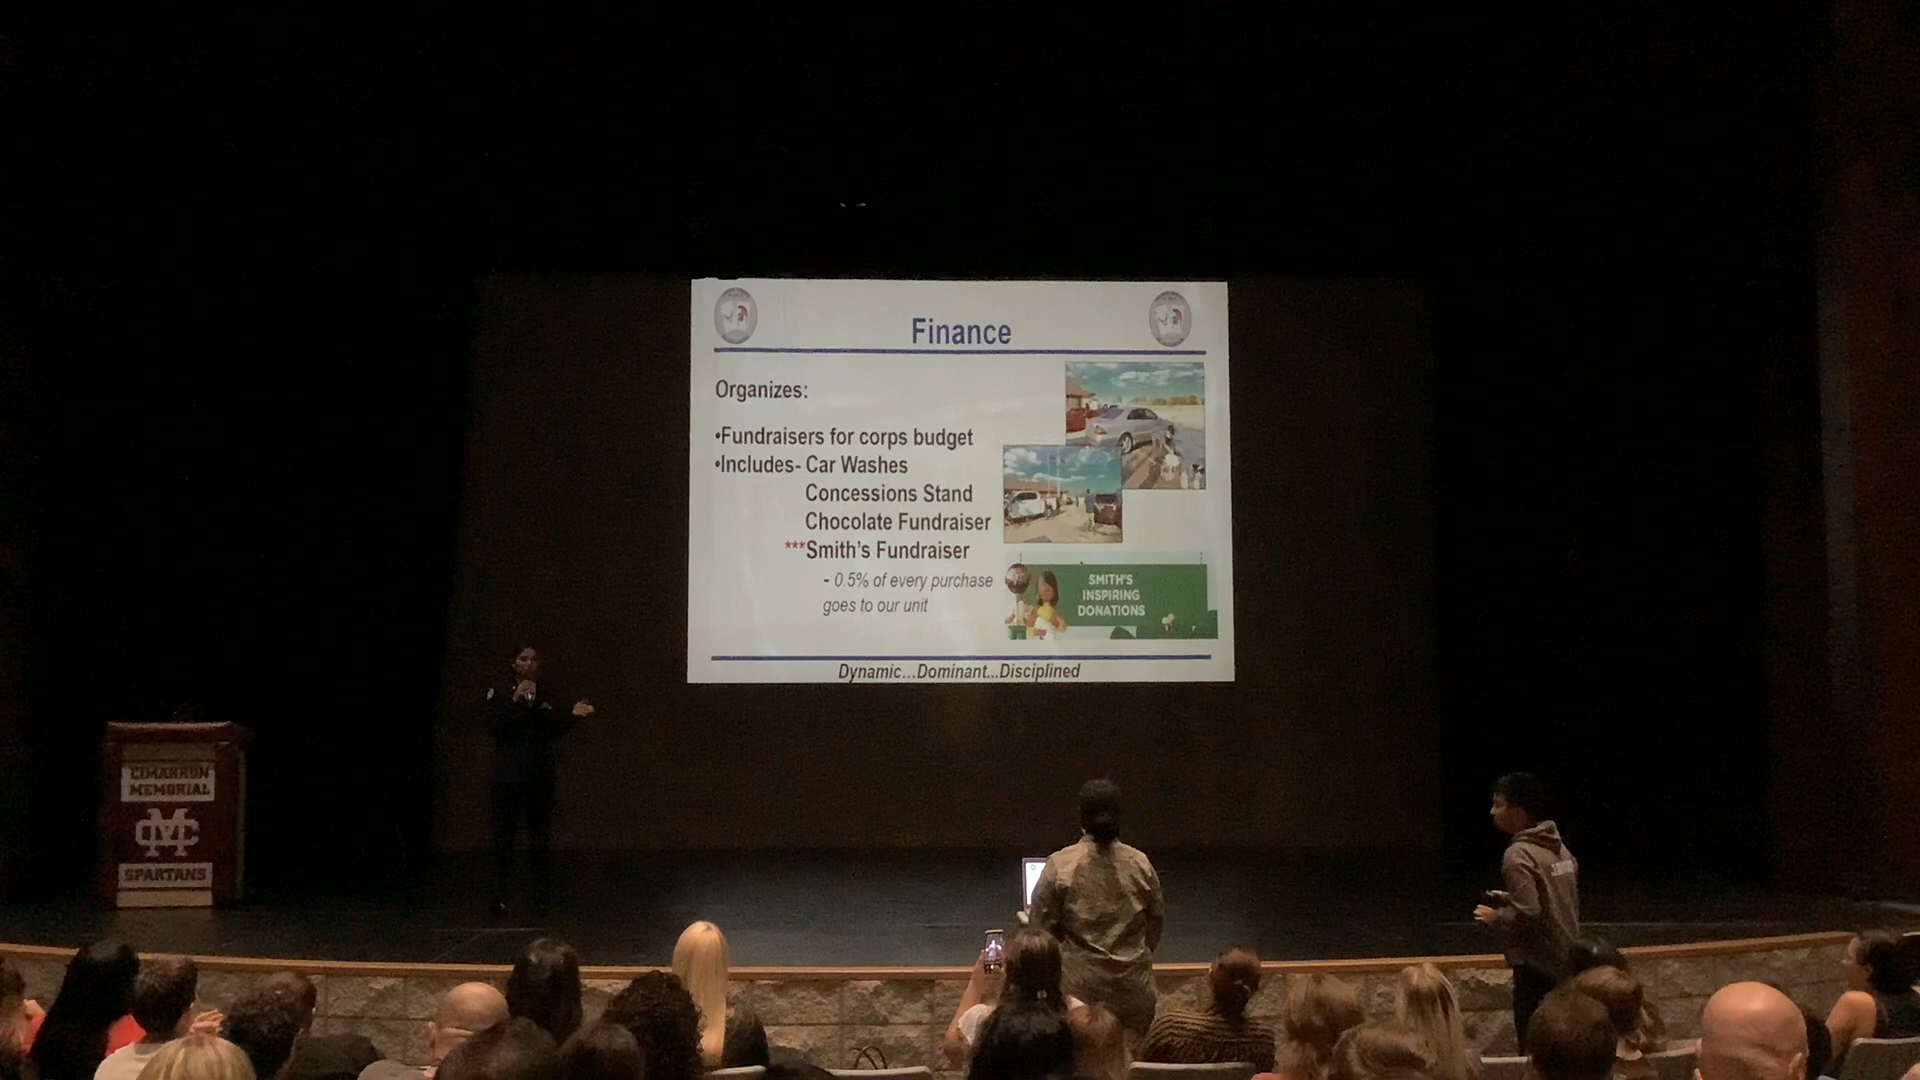 Finance
Organizes:
•Fundraisers for corps budget
•Includes- Car Washes
Concessions Stand
Chocolate Fundraiser
***Smith's Fundraiser
- 0.5% of every purchase
goes to our unit
SMITH'S
INSPIRING
DONATIONS
Dynamic...Dominant...Disciplined
CIMARRON
MEMORIAL
CM
SPARTANS